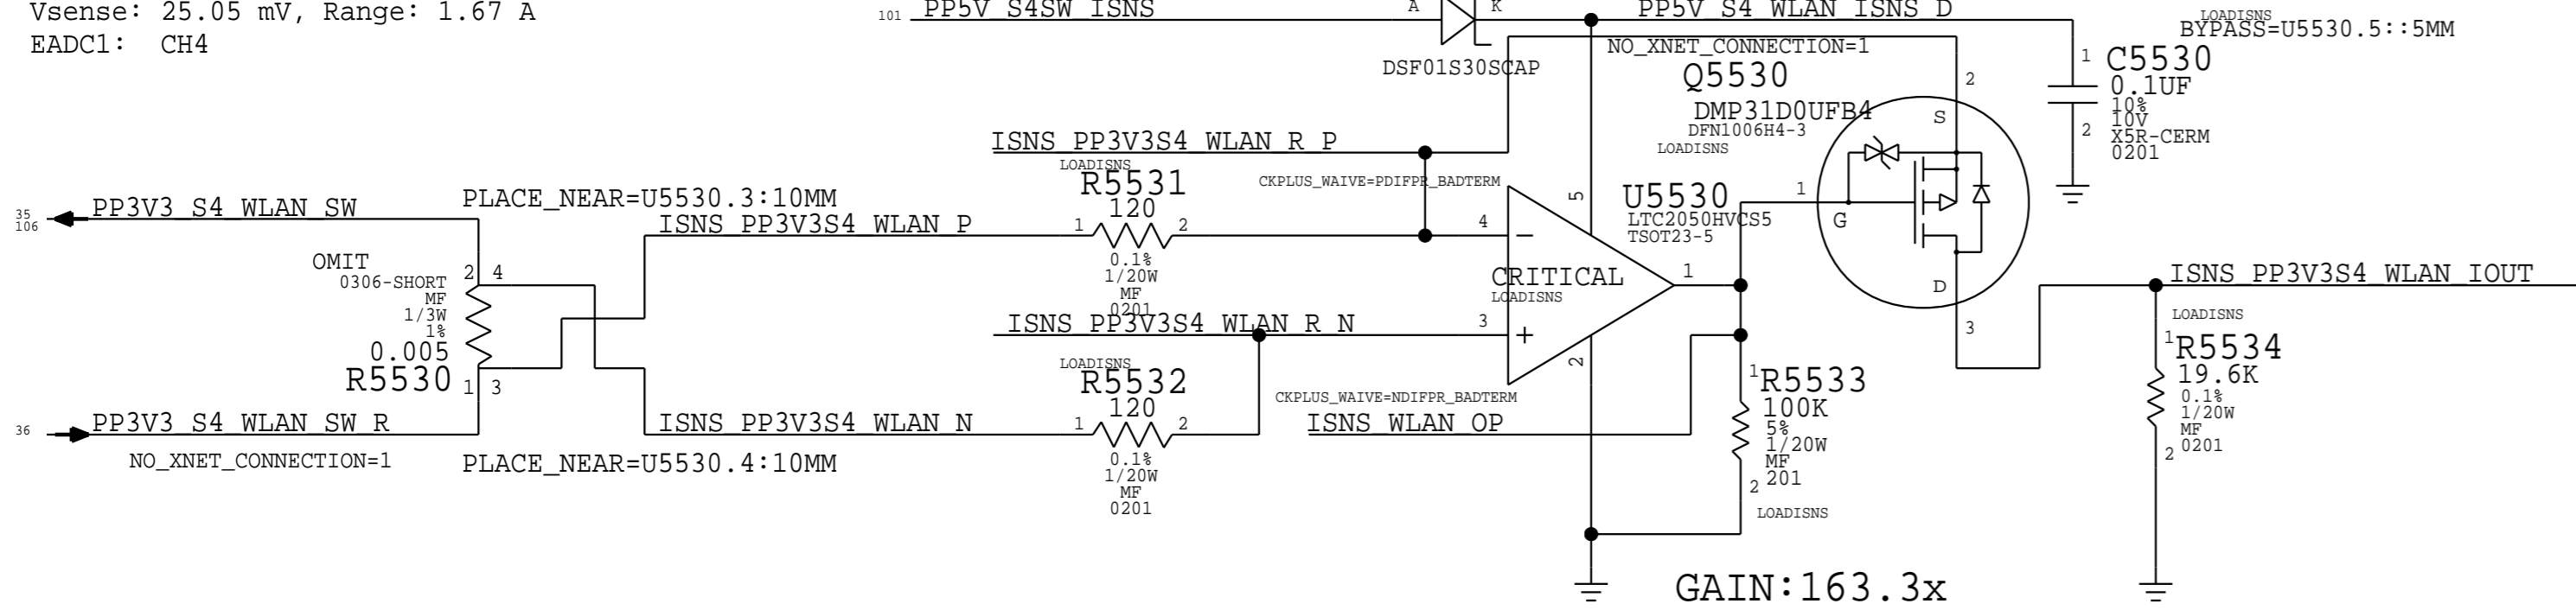 Vsense: 25.05 mV, Range: 1.67 A
EADC1: CH4
101
PP5V_S4SW_ISNS
A
K
DSF01S30SCAP
PP5V_S4_WLAN_ISNS_D
NO_XNET_CONNECTION=1
LOADISNS
BYPASS=U5530.5::5MM
1
C5530
0.1UF
10%
10V
X5R-CERM
0201
2
Q5530
DMP31D0UFB4
DFN1006H4-3
LOADISNS
2
S
1
G
D
3
ISNS_PP3V3S4_WLAN_R_P
LOADISNS
R5531
120
1
2
0.1%
1/20W
MF
0201
CKPLUS_WAIVE=PDIFPR_BADTERM
35
106
PP3V3_S4_WLAN_SW
PLACE_NEAR=U5530.3:10MM
ISNS_PP3V3S4_WLAN_P
OMIT
0306-SHORT
MF
1/3W
1%
0.005
R5530
2
4
1
3
36
PP3V3_S4_WLAN_SW_R
NO_XNET_CONNECTION=1
PLACE_NEAR=U5530.4:10MM
ISNS_PP3V3S4_WLAN_N
ISNS_PP3V3S4_WLAN_R_N
LOADISNS
R5532
120
1
2
0.1%
1/20W
MF
0201
CKPLUS_WAIVE=NDIFPR_BADTERM
ISNS_WLAN_OP
4
3
5
2
1
−
+
U5530
LTC2050HVCS5
TSOT23-5
CRITICAL
LOADISNS
1
R5533
100K
5%
1/20W
MF
201
2
LOADISNS
ISNS_PP3V3S4_WLAN_IOUT
LOADISNS
1
R5534
19.6K
0.1%
1/20W
MF
0201
2
GAIN:163.3x